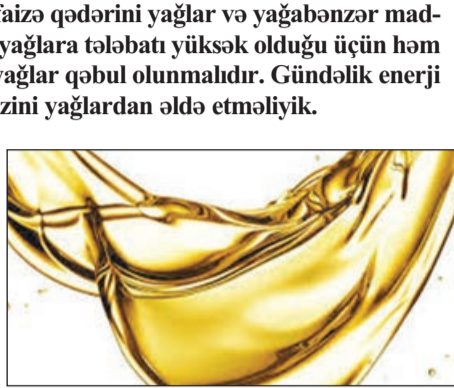 faizə qədərini yağlar və yağabənzər mad-
yağlara tələbatı yüksək olduğu üçün həm
yağlar qəbul olunmalıdır. Gündəlik enerji
zini yağlardan əldə etməliyik.